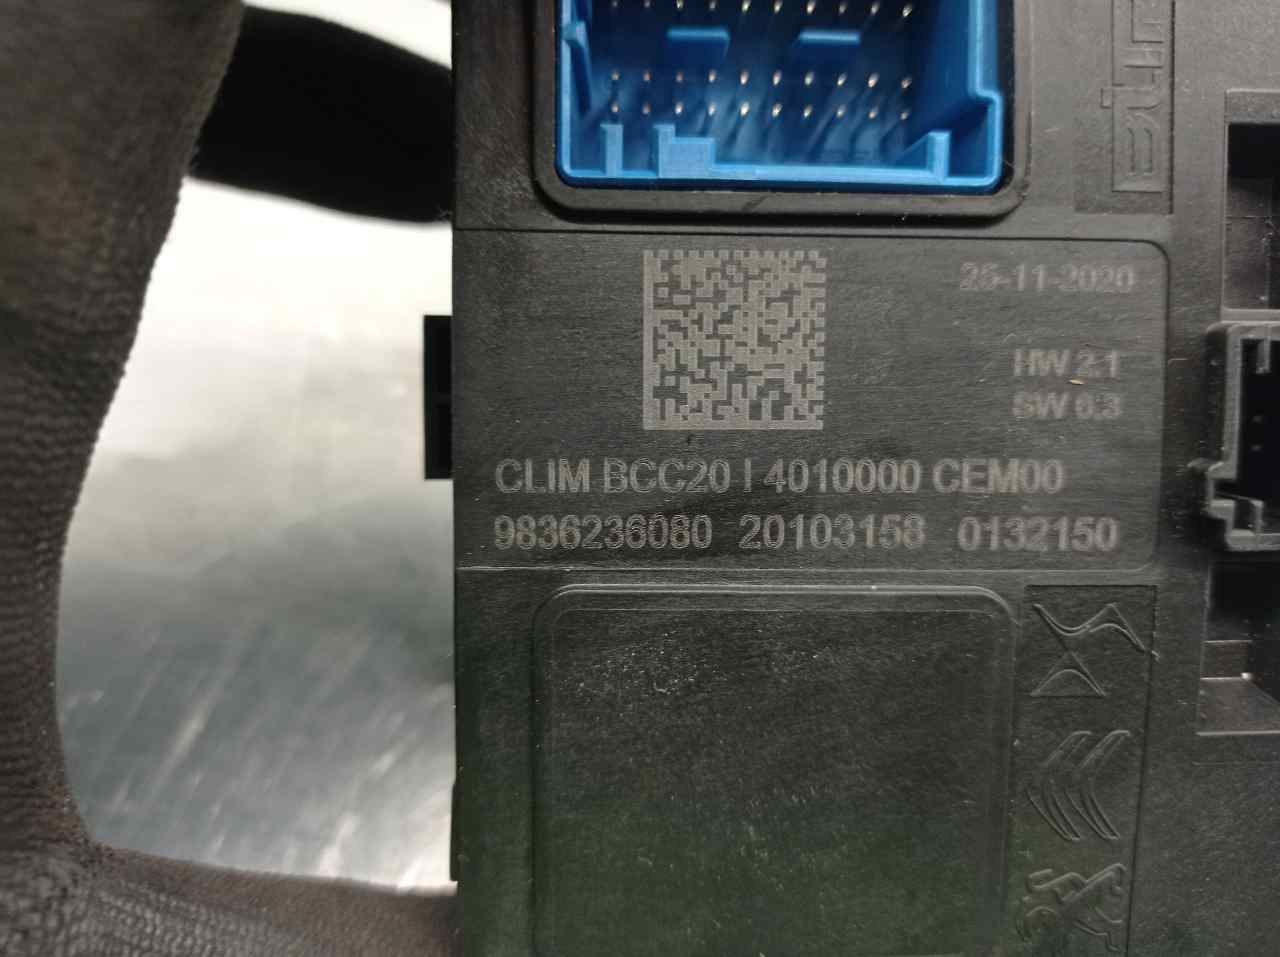 25-11-2020
HW 2.1
SW 6.3
CLIM BCC20 I 4010000 CEM00
9836236080 20103158 0132150